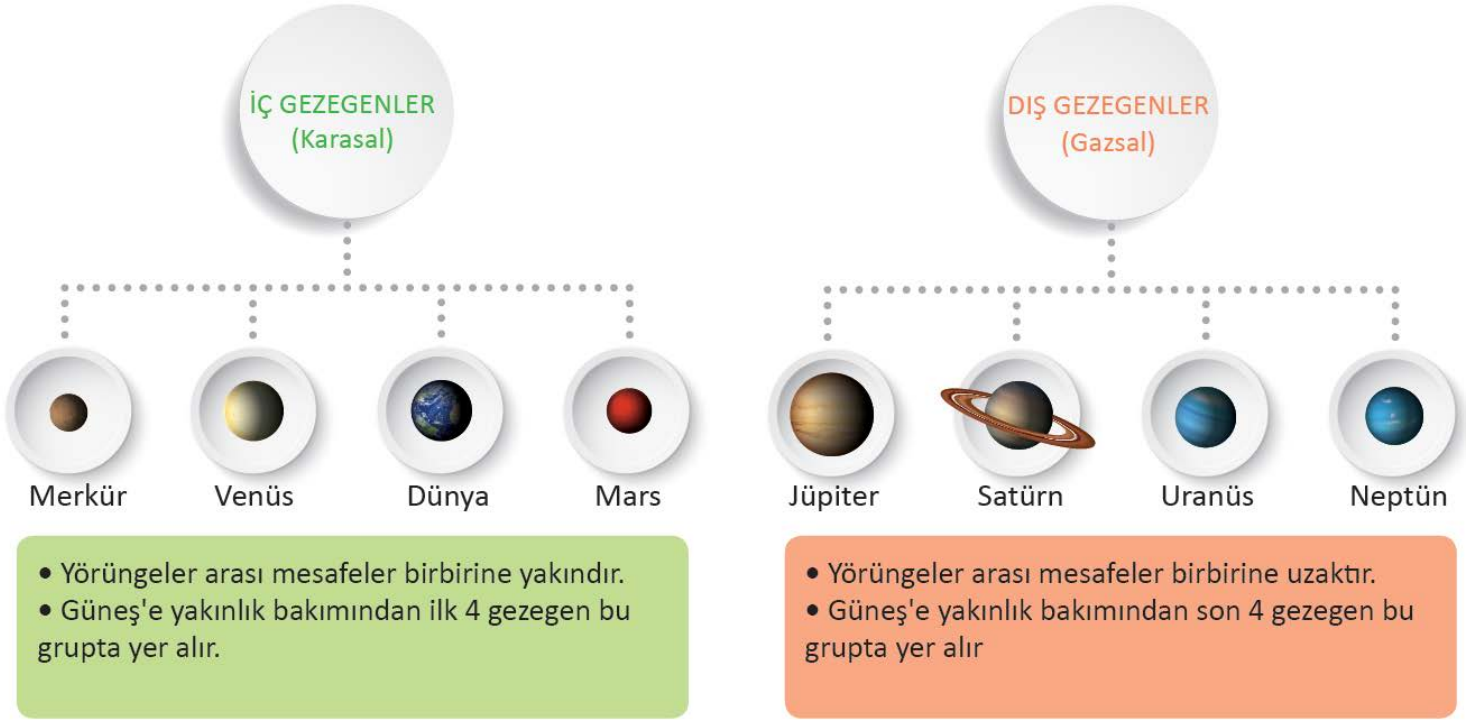 İÇ GEZEGENLER
(Karasal)
Merkür
Venüs
Dünya
Mars
• Yörüngeler arası mesafeler birbirine yakındır.
• Güneş'e yakınlık bakımından ilk 4 gezegen bu
grupta yer alır.
DIŞ GEZEGENLER
(Gazsal)
Jüpiter
Satürn
Uranüs
Neptün
• Yörüngeler arası mesafeler birbirine uzaktır.
• Güneş'e yakınlık bakımından son 4 gezegen bu
grupta yer alır